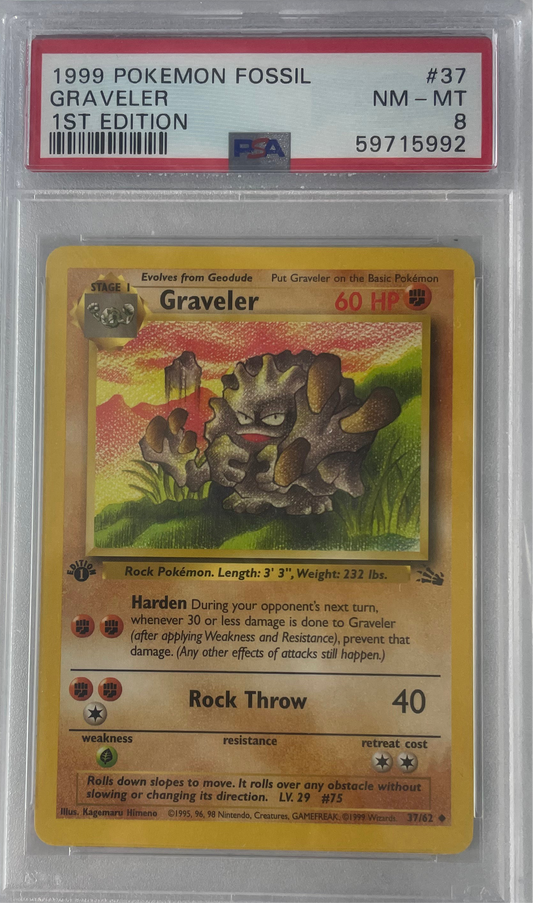 1999 POKEMON FOSSIL #37
GRAVELER NM - MT
1ST EDITION 8
PSA 59715992
Evolves from Geodude Put Graveler on the Basic Pokémon
STAGE 1
Graveler 60 HP
EDITION
1
Rock Pokémon. Length: 3' 3", Weight: 232 lbs.
Harden During your opponent's next turn,
whenever 30 or less damage is done to Graveler
(after applying Weakness and Resistance), prevent that
damage. (Any other effects of attacks still happen.)
Rock Throw 40
weakness resistance retreat cost
Rolls down slopes to move. It rolls over any obstacle without
slowing or changing its direction. LV. 29 #75
Illus. Kagemaru Himeno ©1995, 96, 98 Nintendo, Creatures, GAMEFREAK. ©1999 Wizards. 37/62